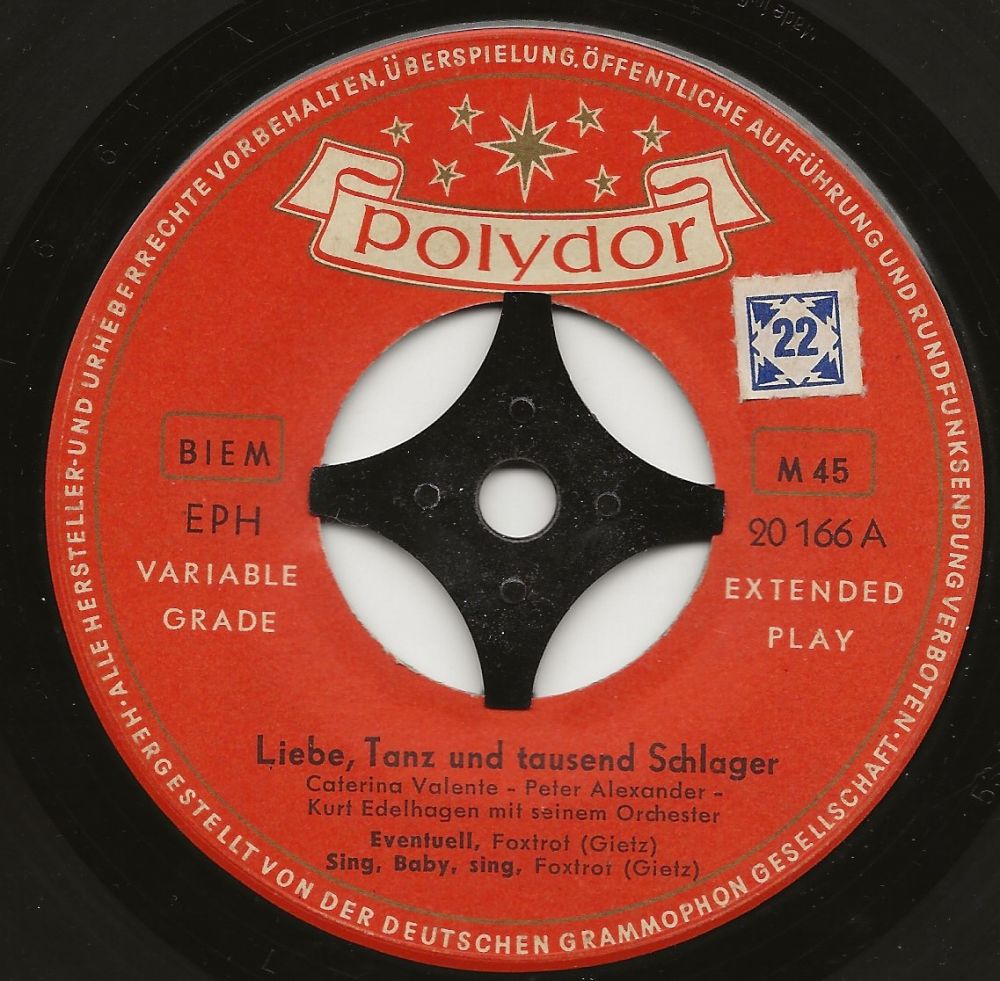 ALLE HERSTELLER-UND URHEBERRECHTE VORBEHALTEN, ÜBERSPIELUNG, ÖFFENTLICHE AUFFÜHRUNG UND RUNDFUNKSENDUNG VERBOTEN
polydor
22
BIEM
M 45
EPH
20 166 A
VARIABLE
GRADE
EXTENDED
PLAY
Liebe, Tanz und tausend Schlager
Caterina Valente - Peter Alexander -
Kurt Edelhagen mit seinem Orchester
Eventuell, Foxtrot (Gietz)
Sing, Baby, sing, Foxtrot (Gietz)
HERGESTELLT VON DER DEUTSCHEN GRAMMOPHON GESELLSCHAFT